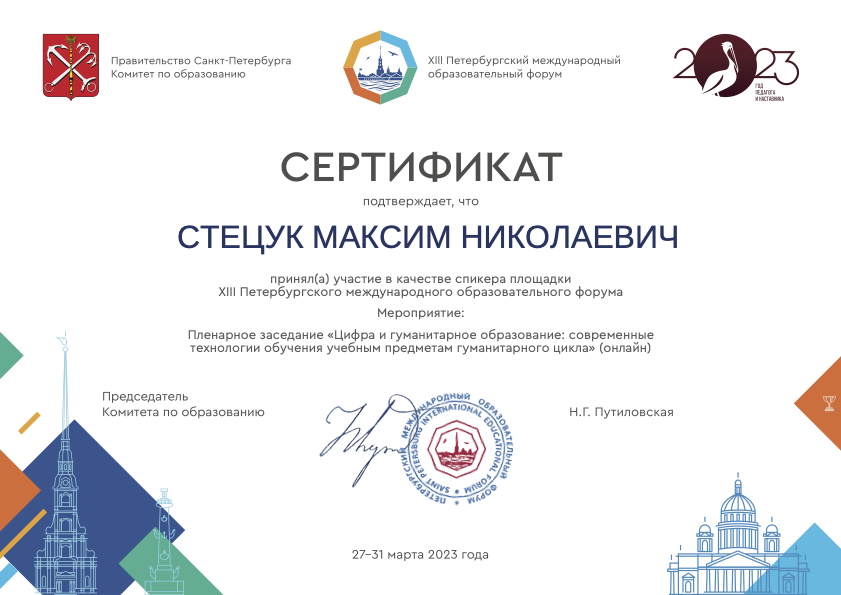 Правительство Санкт-Петербурга
Комитет по образованию
XIII Петербургский международный
образовательный форум
2023
ГОД
ПЕДАГОГА
И НАСТАВНИКА
СЕРТИФИКАТ
подтверждает, что
СТЕЦУК МАКСИМ НИКОЛАЕВИЧ
принял(а) участие в качестве спикера площадки
XIII Петербургского международного образовательного форума
Мероприятие:
Пленарное заседание «Цифра и гуманитарное образование: современные
технологии обучения учебным предметам гуманитарного цикла» (онлайн)
Председатель
Комитета по образованию
ПЕТЕРБУРГСКИЙ МЕЖДУНАРОДНЫЙ ОБРАЗОВАТЕЛЬНЫЙ ФОРУМ
SAINT PETERSBURG INTERNATIONAL EDUCATIONAL FORUM
Н.Г. Путиловская
27–31 марта 2023 года